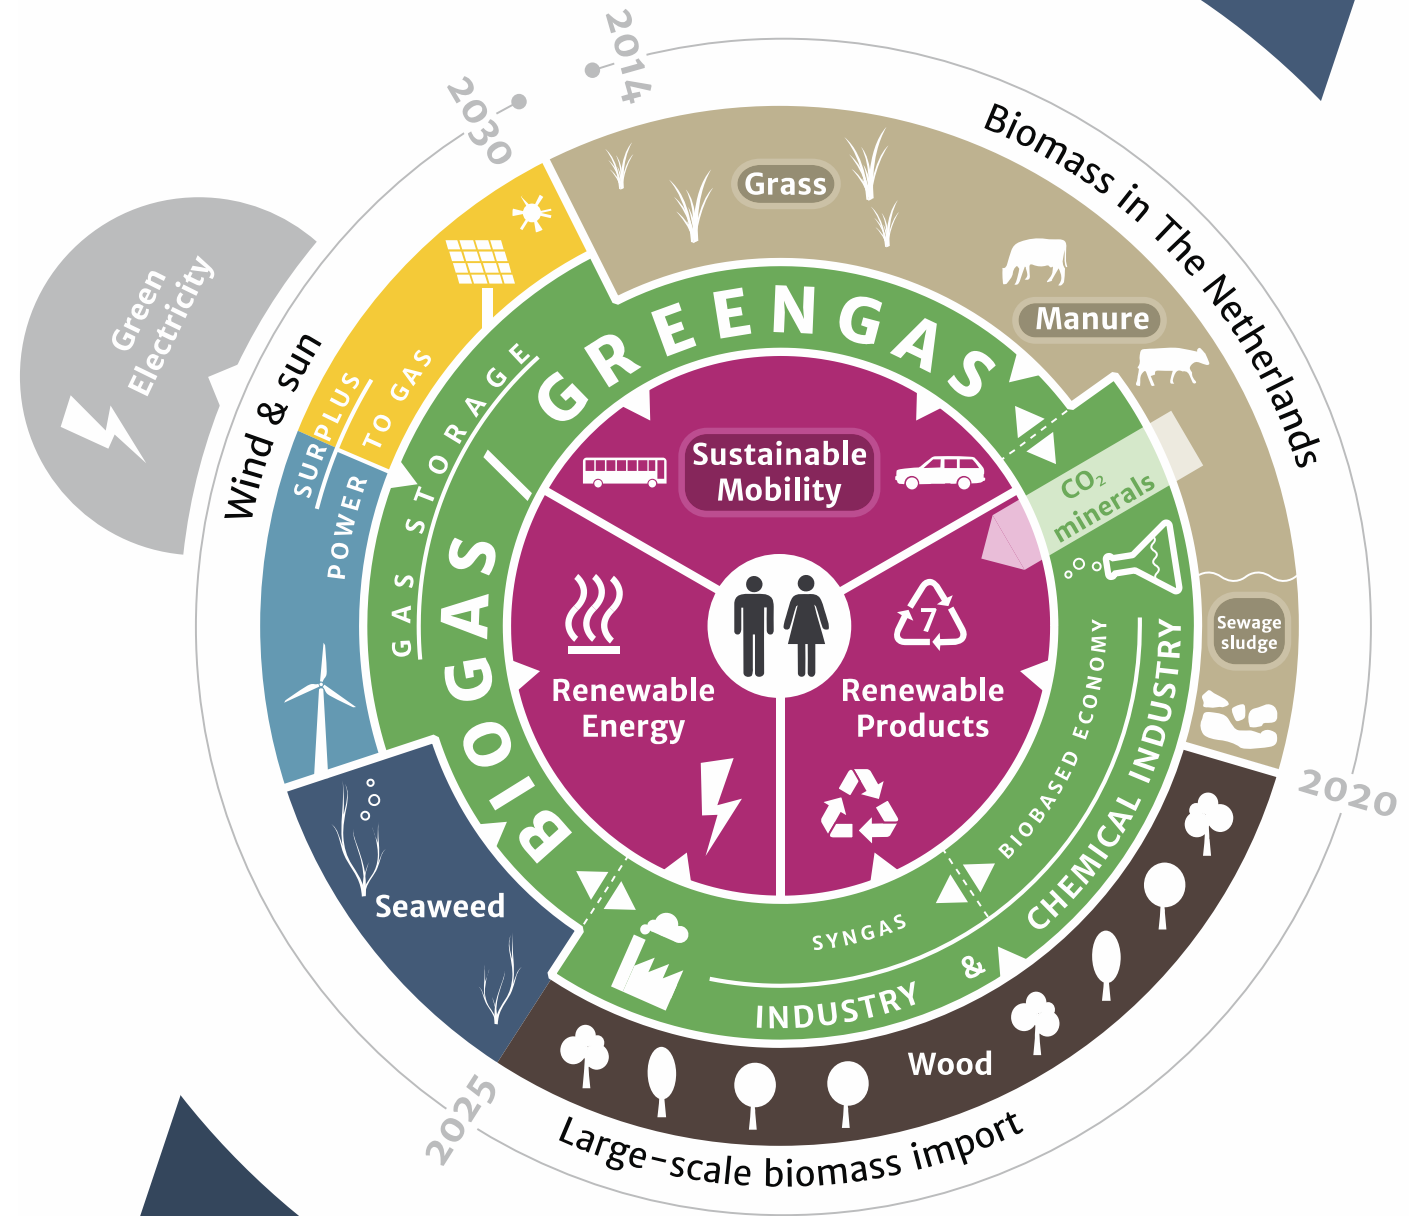 2014
2030
Green
Electricity
Wind & sun
Biomass in The Netherlands
Grass
Manure
SURPLUS
POWER TO GAS
GAS STORAGE
BIOGAS / GREENGAS
Sustainable
Mobility
CO₂
minerals
Sewage
sludge
7
Renewable
Energy
Renewable
Products
BIOBASED ECONOMY
SYNGAS
INDUSTRY & CHEMICAL INDUSTRY
2020
Seaweed
Wood
2025
Large-scale biomass import